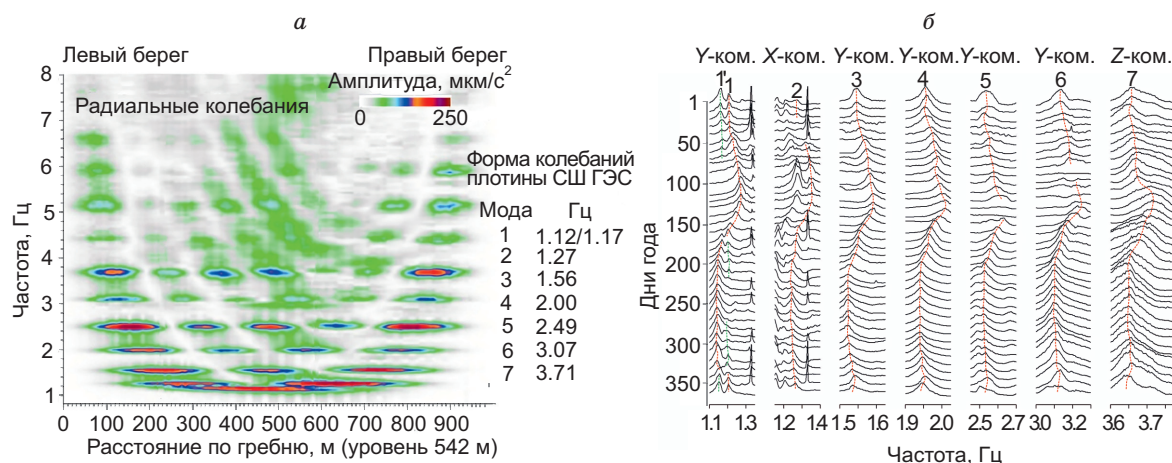 а
Левый берег Правый берег
8
7
6
5
4
3
2
1
Частота, Гц
Амплитуда, мкм/с²
0 250
Радиальные колебания
0 100 200 300 400 500 600 700 800 900
Расстояние по гребню, м (уровень 542 м)
Форма колебаний
плотины СШ ГЭС
Мода Гц
1 1.12/1.17
2 1.27
3 1.56
4 2.00
5 2.49
6 3.07
7 3.71
б
Y-ком. X-ком. Y-ком. Y-ком. Y-ком. Y-ком. Z-ком.
1' 1 2 3 4 5 6 7
1
50
100
150
200
250
300
350
Дни года
1.1 1.3 1.2 1.4 1.5 1.6 1.9 2.0 2.5 2.7 3.0 3.2 3.6 3.7
Частота, Гц